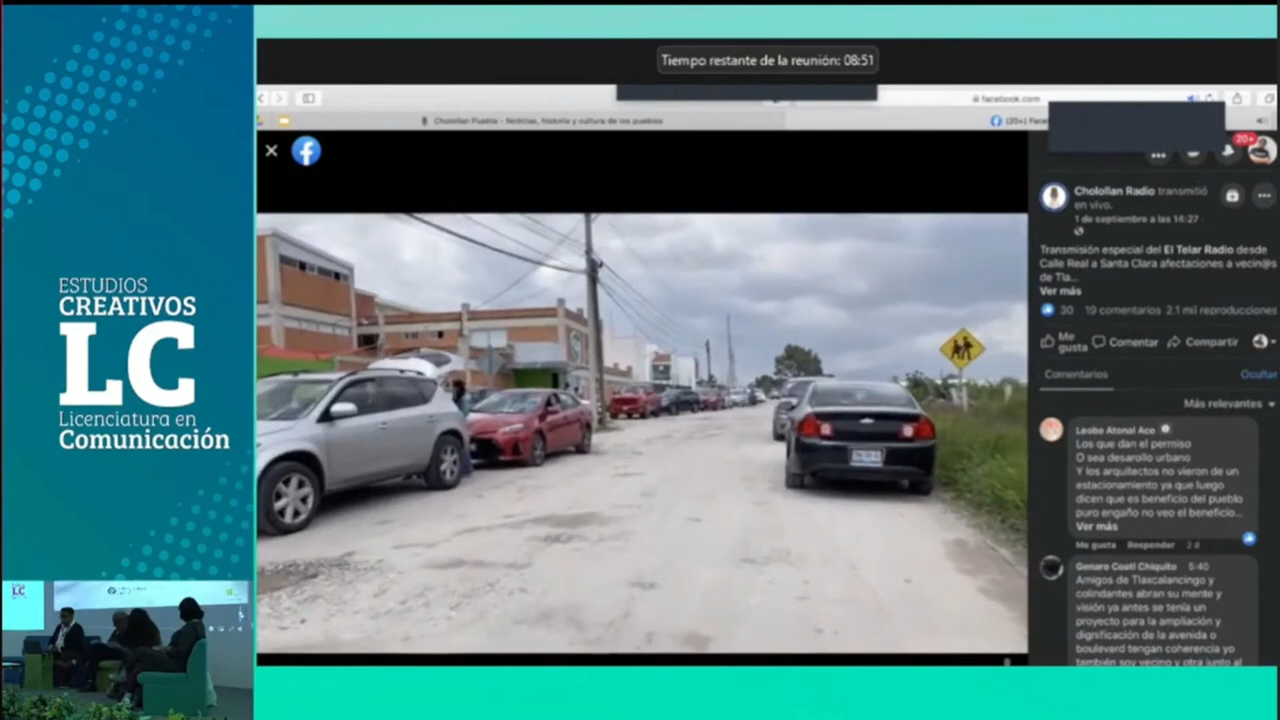 ESTUDIOS
CREATIVOS
LC
Licenciatura en
Comunicación
Tiempo restante de la reunión: 08:51
facebook.com
Cholollan Puebla - Noticias, historia y cultura de los pueblos
(20+) Face
20+
Cholollan Radio transmitió
en vivo.
1 de septiembre a las 14:27
Transmisión especial del El Telar Radio desde
Calle Real a Santa Clara afectaciones a vecin@s
de Tla...
Ver más
30 19 comentarios 2.1 mil reproducciones
Me gusta
Comentar
Compartir
Comentarios
Ocultar
Más relevantes
Leobe Atonal Aco
Los que dan el permiso
O sea desarollo urbano
Y los arquitectos no vieron de un
estacionamiento ya que luego
dicen que es beneficio del pueblo
puro engaño no veo el beneficio...
Ver más
Me gusta Responder 2 d
Genaro Coatl Chiquito 5:40
Amigos de Tlaxcalancingo y
colindantes abran su mente y
visión ya antes se tenía un
proyecto para la ampliación y
dignificación de la avenida o
boulevard tengan coherencia yo
también soy vecino y otra junto al